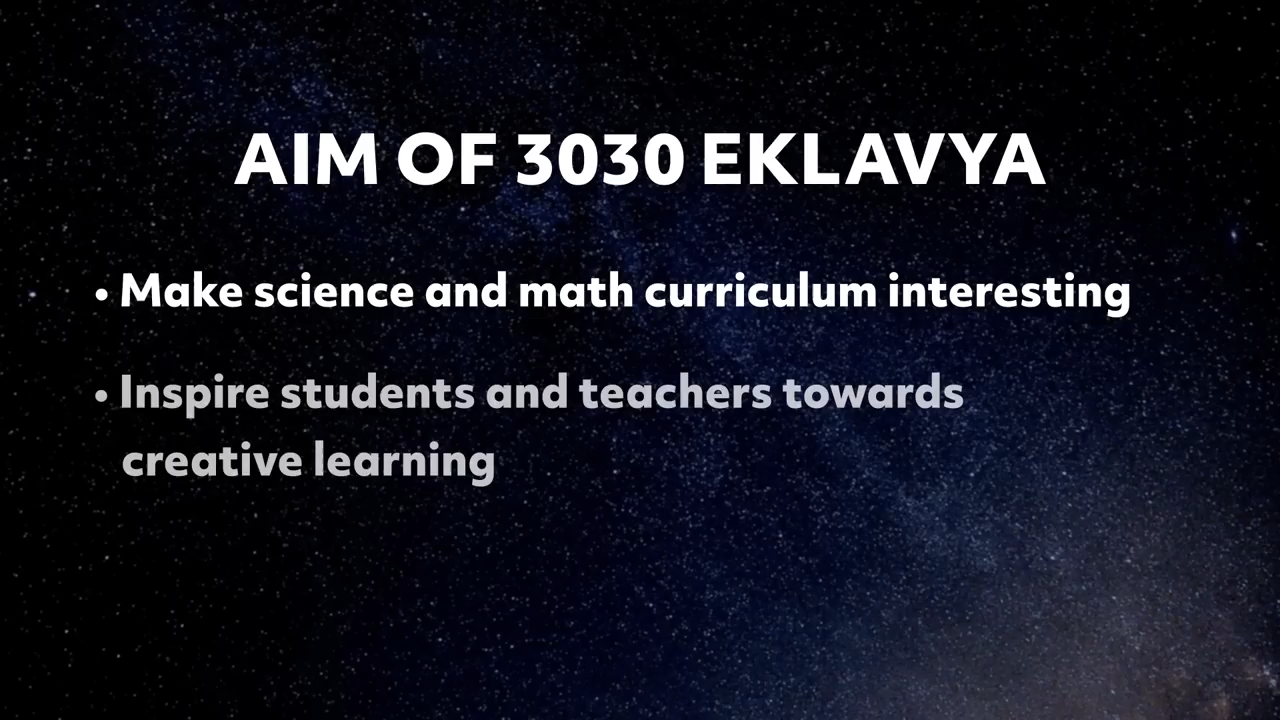 AIM OF 3030 EKLAVYA
• Make science and math curriculum interesting
• Inspire students and teachers towards
creative learning